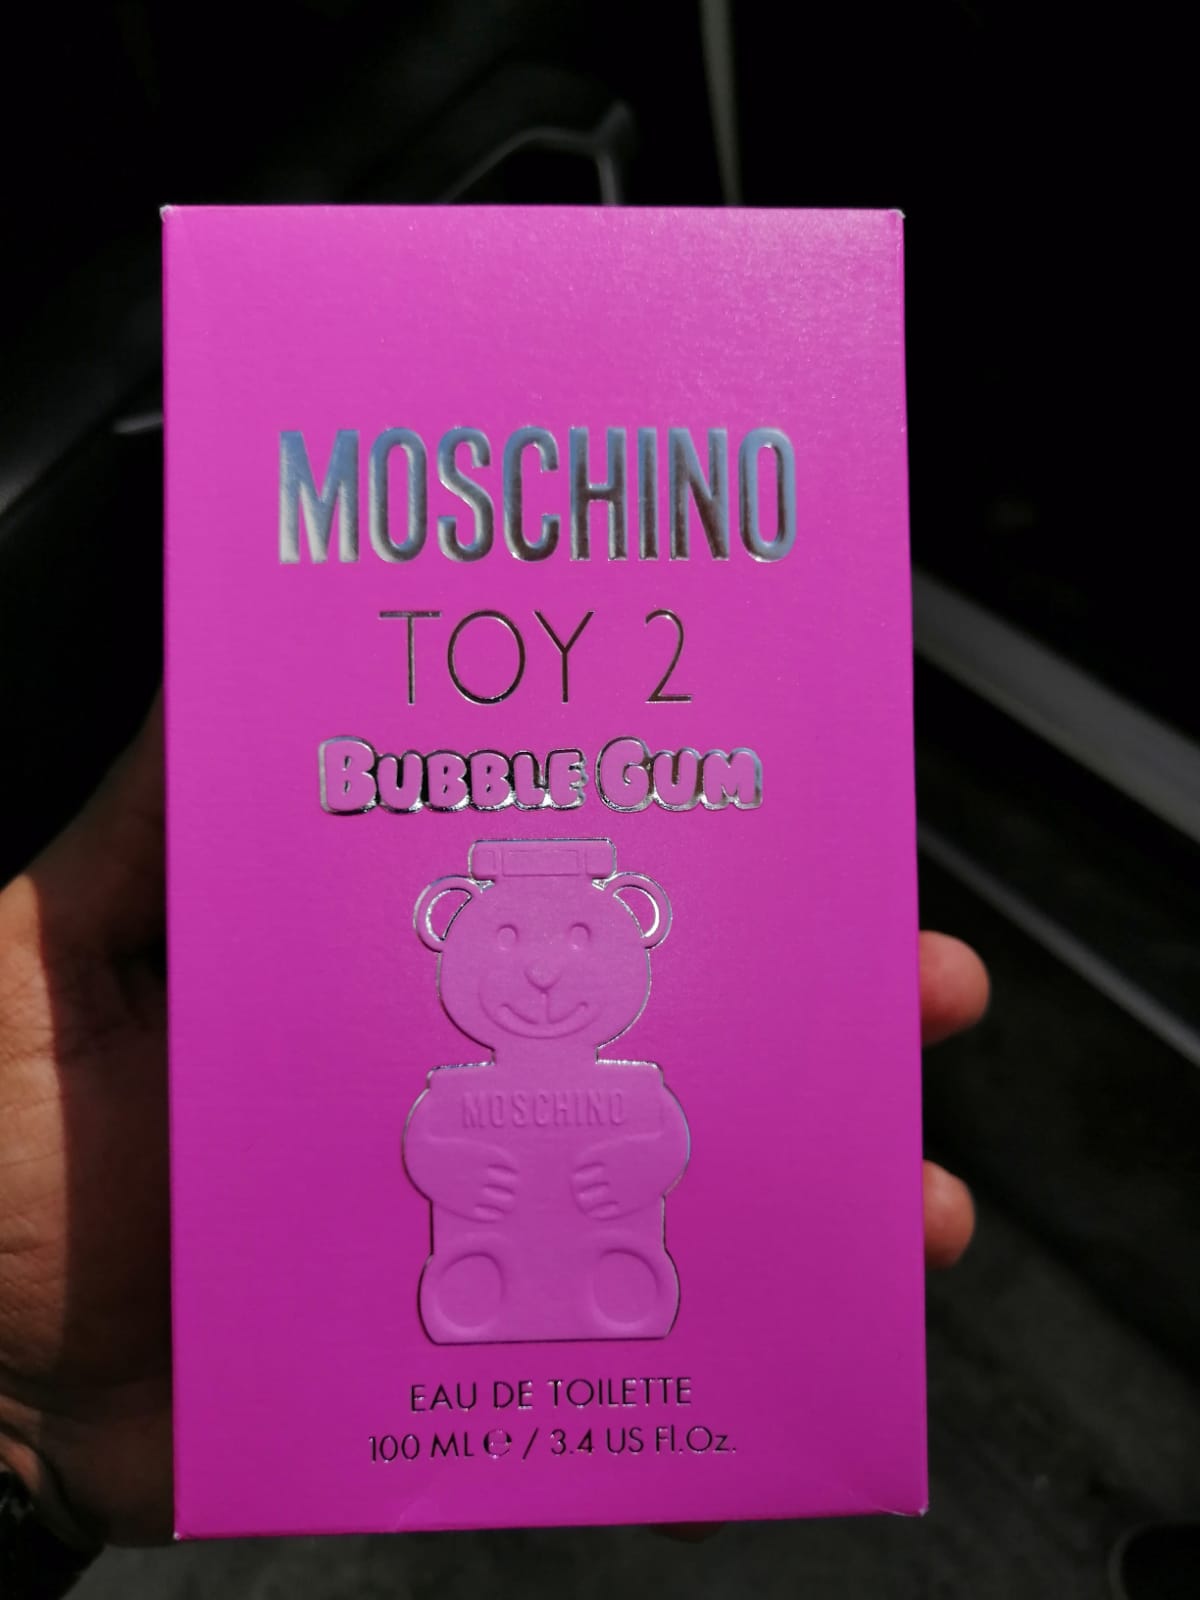 MOSCHINO
TOY 2
BUBBLE GUM
MOSCHINO
EAU DE TOILETTE
100 ML ℮ / 3.4 US Fl.Oz.